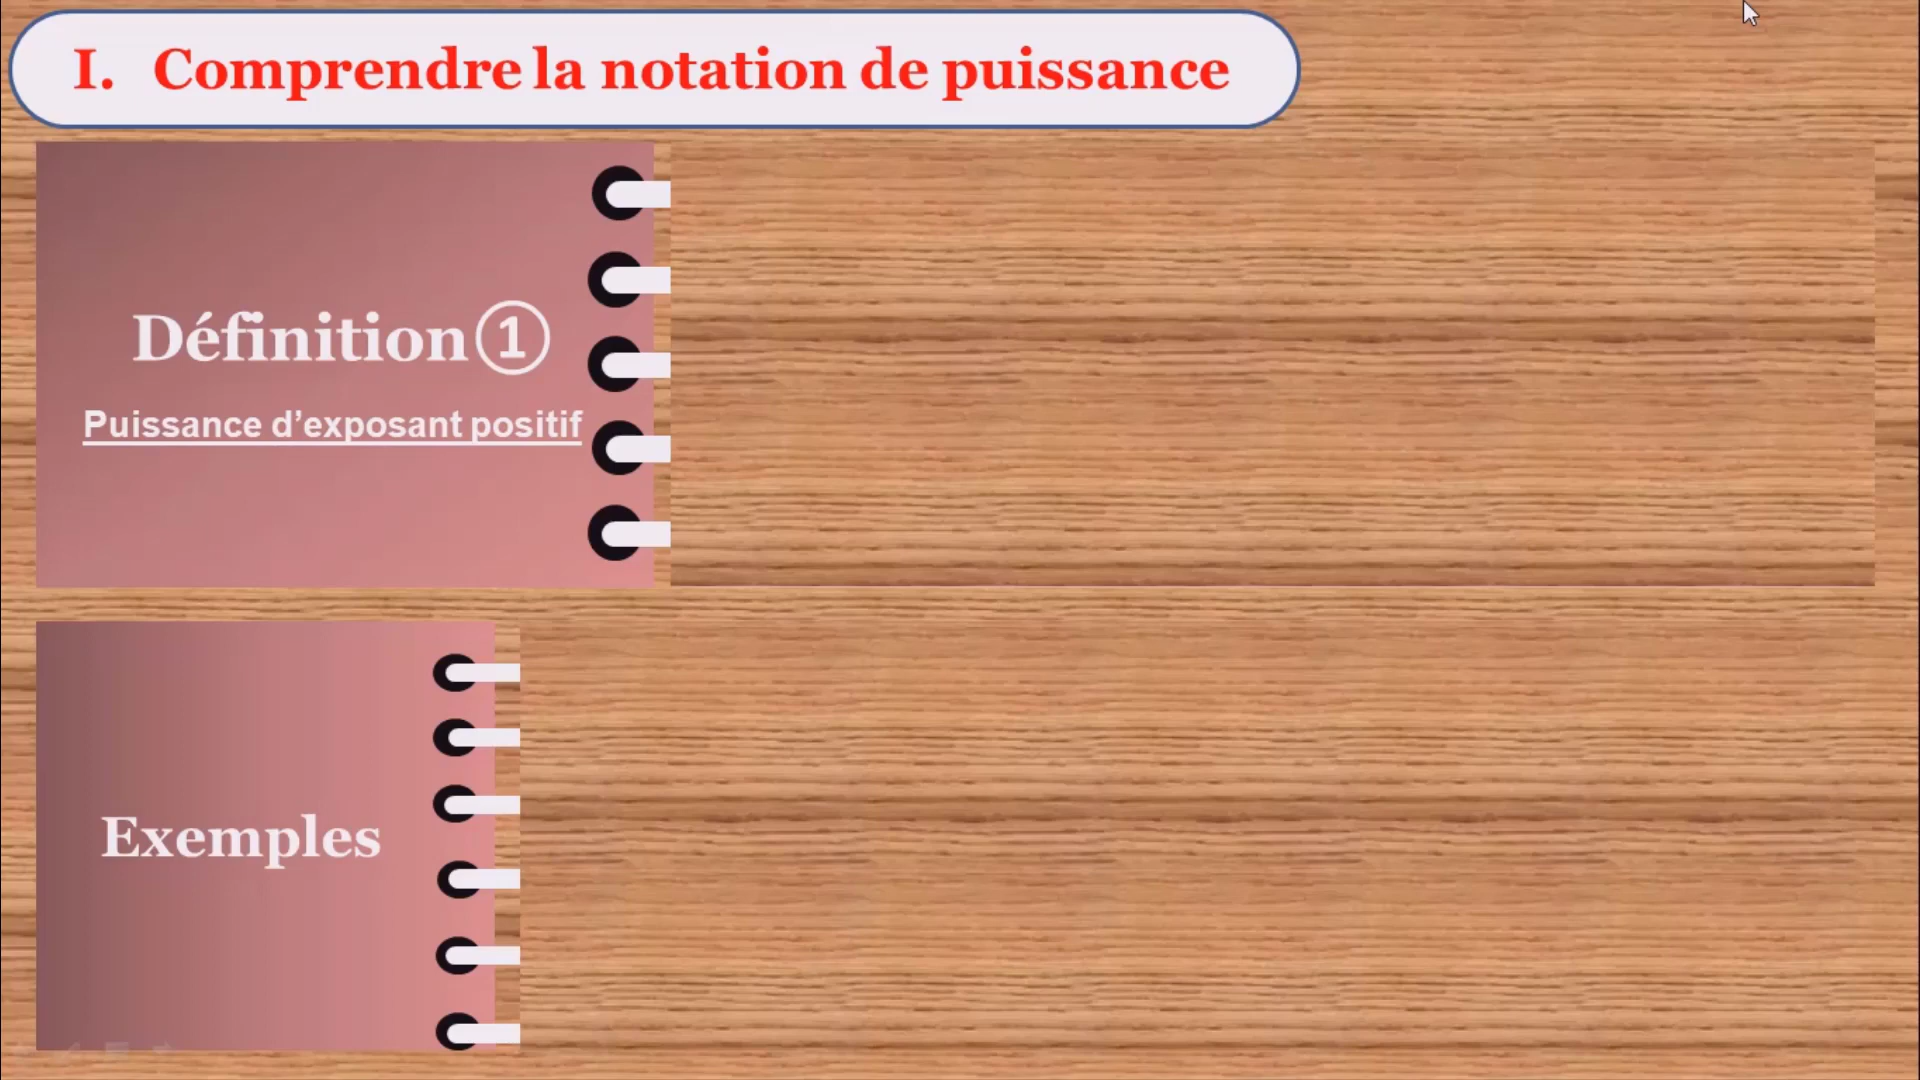 I. Comprendre la notation de puissance
Définition①
Puissance d’exposant positif
Exemples